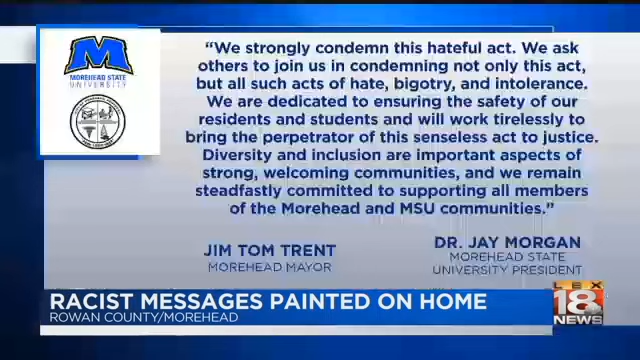 MOREHEAD STATE
UNIVERSITY
“We strongly condemn this hateful act. We ask
others to join us in condemning not only this act,
but all such acts of hate, bigotry, and intolerance.
We are dedicated to ensuring the safety of our
residents and students and will work tirelessly to
bring the perpetrator of this senseless act to justice.
Diversity and inclusion are important aspects of
strong, welcoming communities, and we remain
steadfastly committed to supporting all members
of the Morehead and MSU communities.”
JIM TOM TRENT
MOREHEAD MAYOR
DR. JAY MORGAN
MOREHEAD STATE
UNIVERSITY PRESIDENT
RACIST MESSAGES PAINTED ON HOME
ROWAN COUNTY/MOREHEAD
LEX
18
NEWS